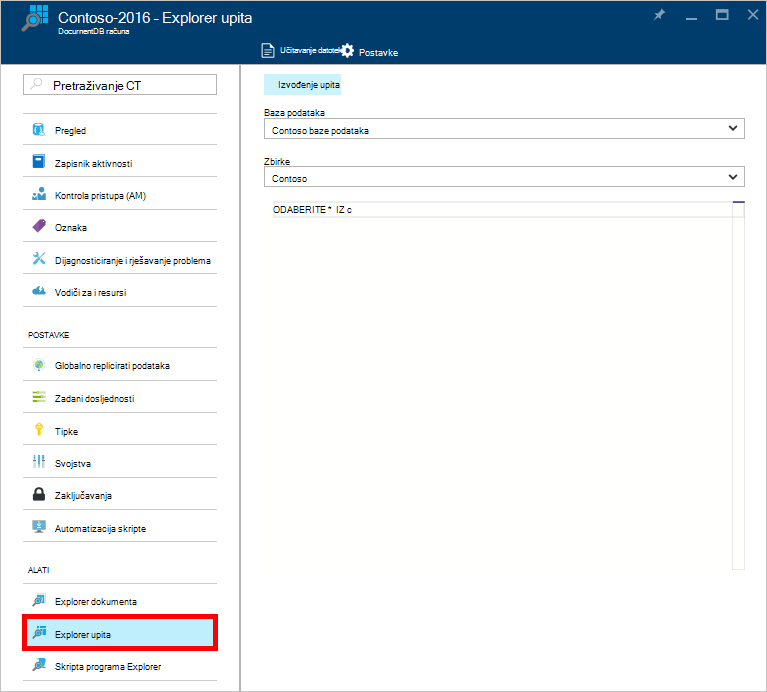 Contoso-2016 - Explorer upita
DocumentDB računa
Učitavanje datotek
Postavke
Pretraživanje CT
Pregled
Zapisnik aktivnosti
Kontrola pristupa (AM)
Oznaka
Dijagnosticiranje i rješavanje problema
Vodiči za i resursi
POSTAVKE
Globalno replicirati podataka
Zadani dosljednosti
Tipke
Svojstva
Zaključavanja
Automatizacija skripte
ALATI
Explorer dokumenta
Explorer upita
Skripta programa Explorer
Izvođenje upita
Baza podataka
Contoso baze podataka
Zbirke
Contoso
ODABERITE * IZ c